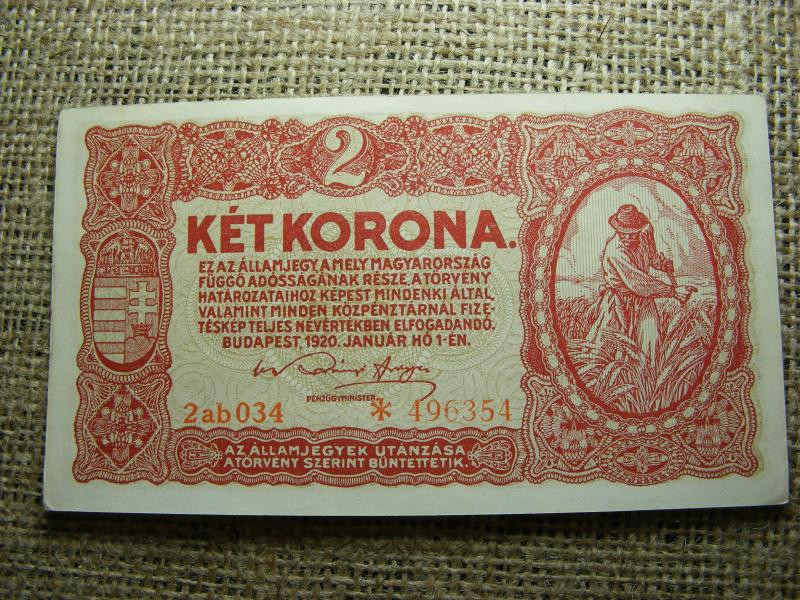 2
KÉT KORONA.
EZ AZ ÁLLAMJEGY, AMELY MAGYARORSZÁG
FÜGGŐ ADÓSSÁGÁNAK RÉSZE, A TÖRVÉNY
HATÁROZATAIHOZ KÉPEST MINDENKI ÁLTAL,
VALAMINT MINDEN KÖZPÉNZTÁRNÁL FIZE-
TÉSKÉP TELJES NÉVÉRTÉKBEN ELFOGADANDÓ.
BUDAPEST, 1920. JANUÁR HÓ 1-ÉN.
PÉNZÜGYMINISTER.
2ab034 * 496354
AZ ÁLLAMJEGYEK UTÁNZÁSA
A TÖRVÉNY SZERINT BÜNTETTETIK.